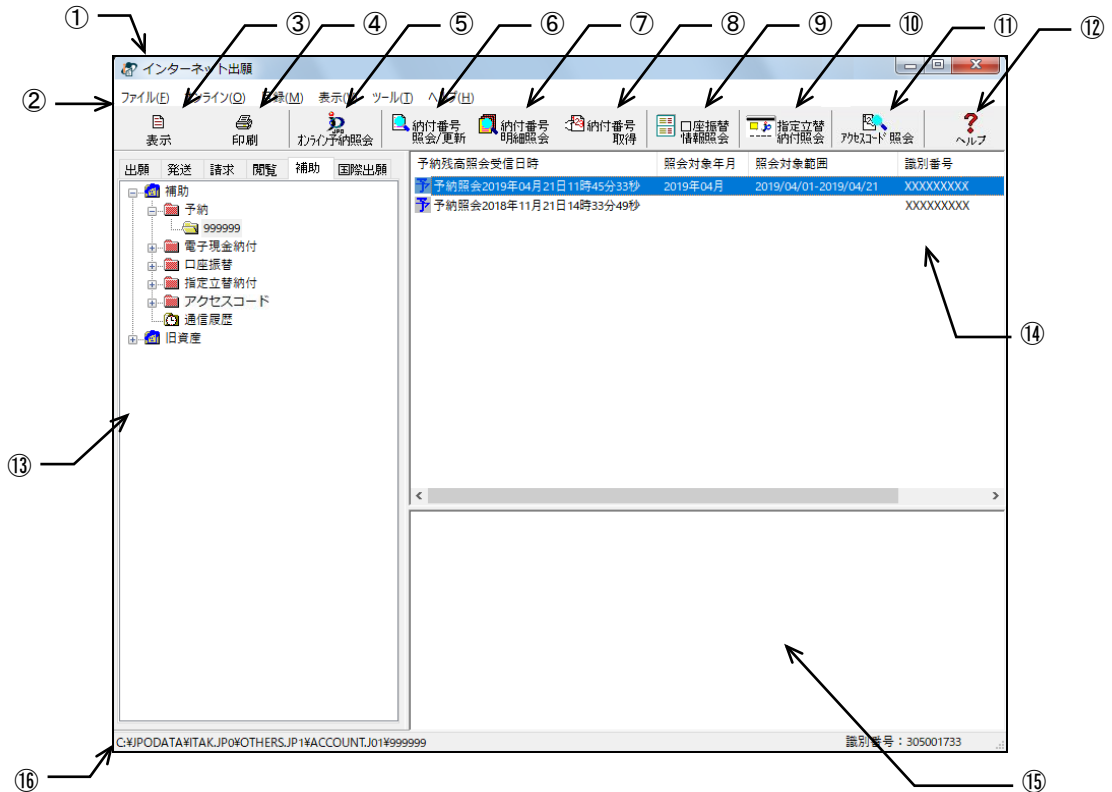 ① ③ ④ ⑤ ⑥ ⑦ ⑧ ⑨ ⑩ ⑪ ⑫
インターネット出願
② ファイル(F) ライン(O) (M) 表示( ツール(T) (H)
表示 印刷 オンライン予納照会 納付番号照会/更新 納付番号明細照会 納付番号取得 口座振替情報照会 指定立替納付照会 アクセスコード照会 ヘルプ
出願 発送 請求 閲覧 補助 国際出願
予納残高照会受信日時 照会対象年月 照会対象範囲 識別番号
予 予納照会2019年04月21日11時45分33秒 2019年04月 2019/04/01-2019/04/21 XXXXXXXXX
予 予納照会2018年11月21日14時33分49秒 XXXXXXXXX
補助
予納
999999
電子現金納付
口座振替
指定立替納付
アクセスコード
通信履歴
旧資産
⑭
⑬
C:¥JPODATA¥ITAK.JP0¥OTHERS.JP1¥ACCOUNT.J01¥999999 識別番号：305001733
⑯ ⑮